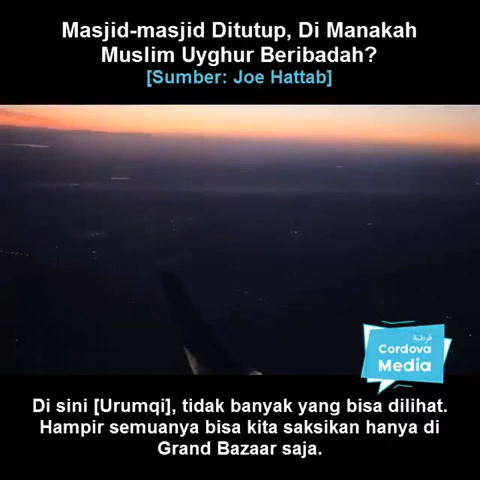 Masjid-masjid Ditutup, Di Manakah
Muslim Uyghur Beribadah?
[Sumber: Joe Hattab]
قرطبة
Cordova
Media
Di sini [Urumqi], tidak banyak yang bisa dilihat.
Hampir semuanya bisa kita saksikan hanya di
Grand Bazaar saja.